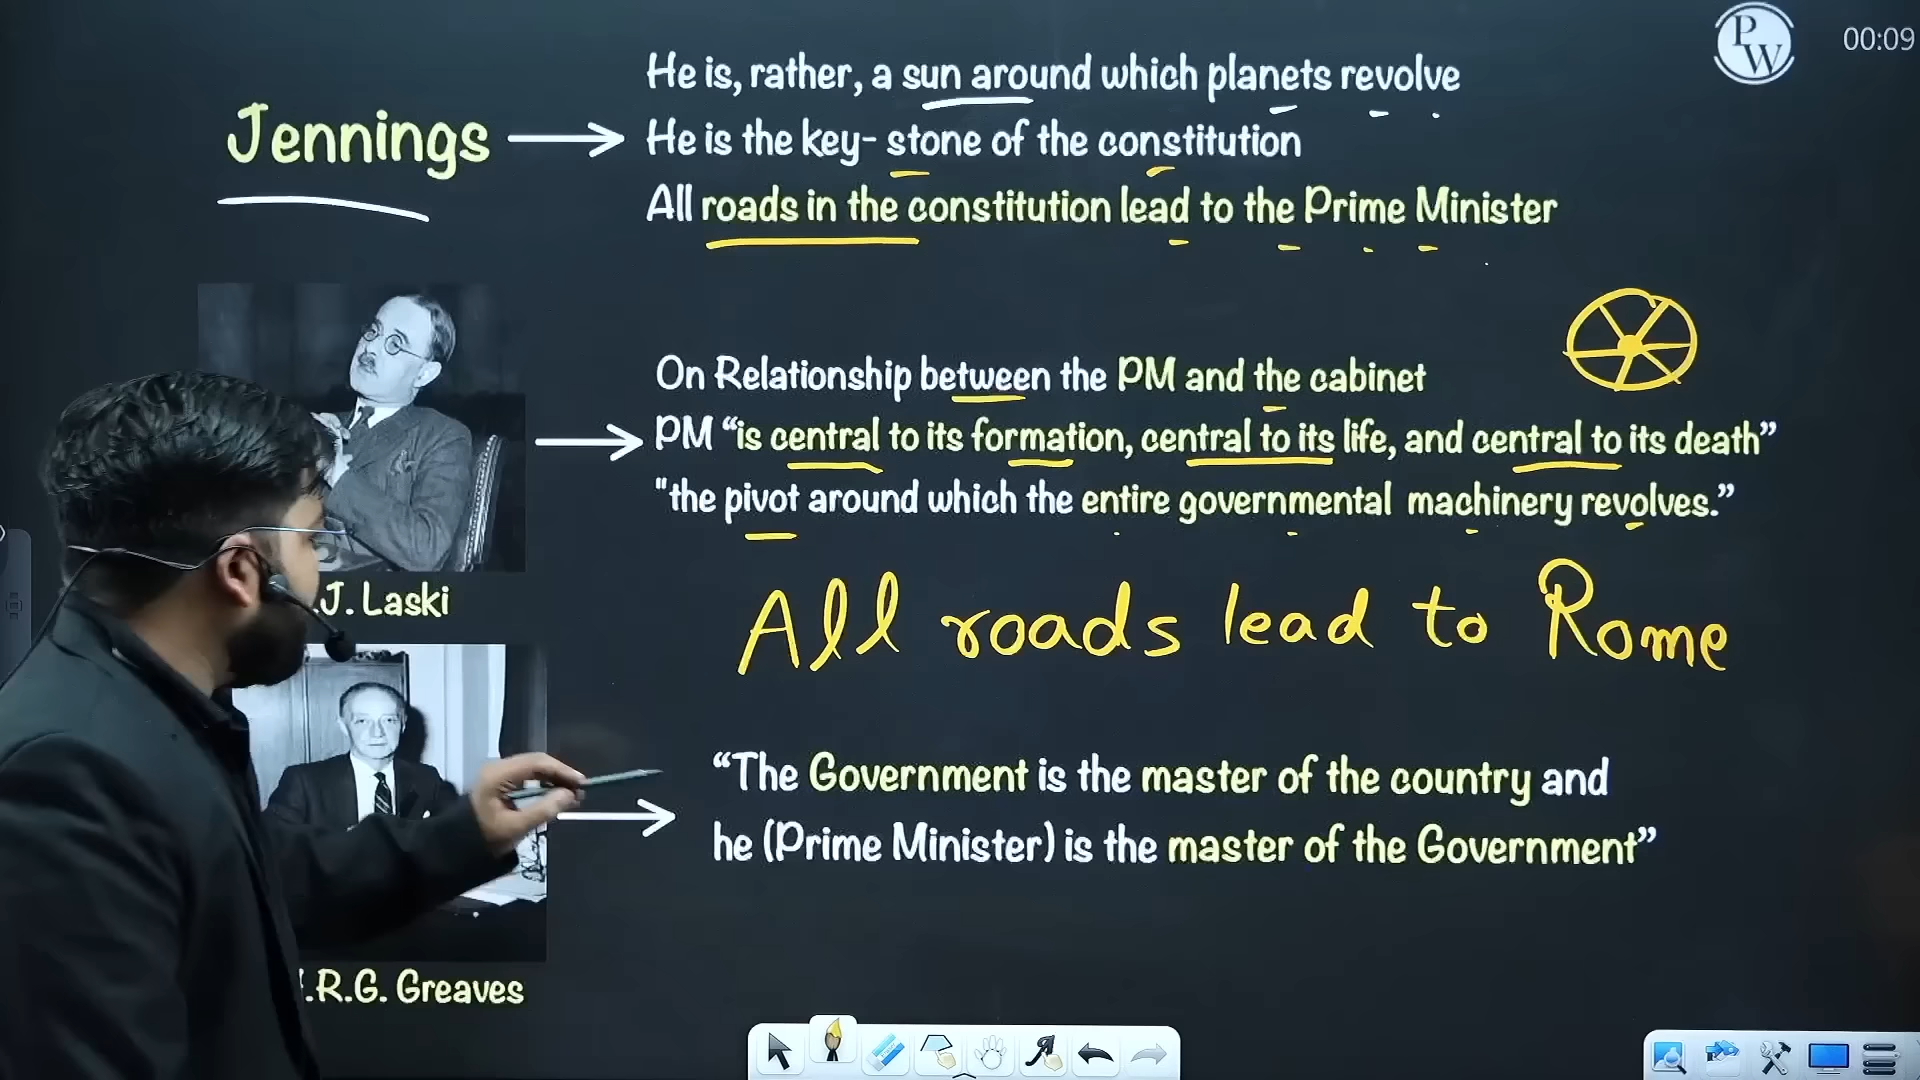 PW
00:09
He is, rather, a sun around which planets revolve
Jennings
He is the key- stone of the constitution
All roads in the constitution lead to the Prime Minister
On Relationship between the PM and the cabinet
PM “is central to its formation, central to its life, and central to its death”
"the pivot around which the entire governmental machinery revolves.”
.J. Laski
All roads lead to Rome
“The Government is the master of the country and
he (Prime Minister) is the master of the Government”
.R.G. Greaves